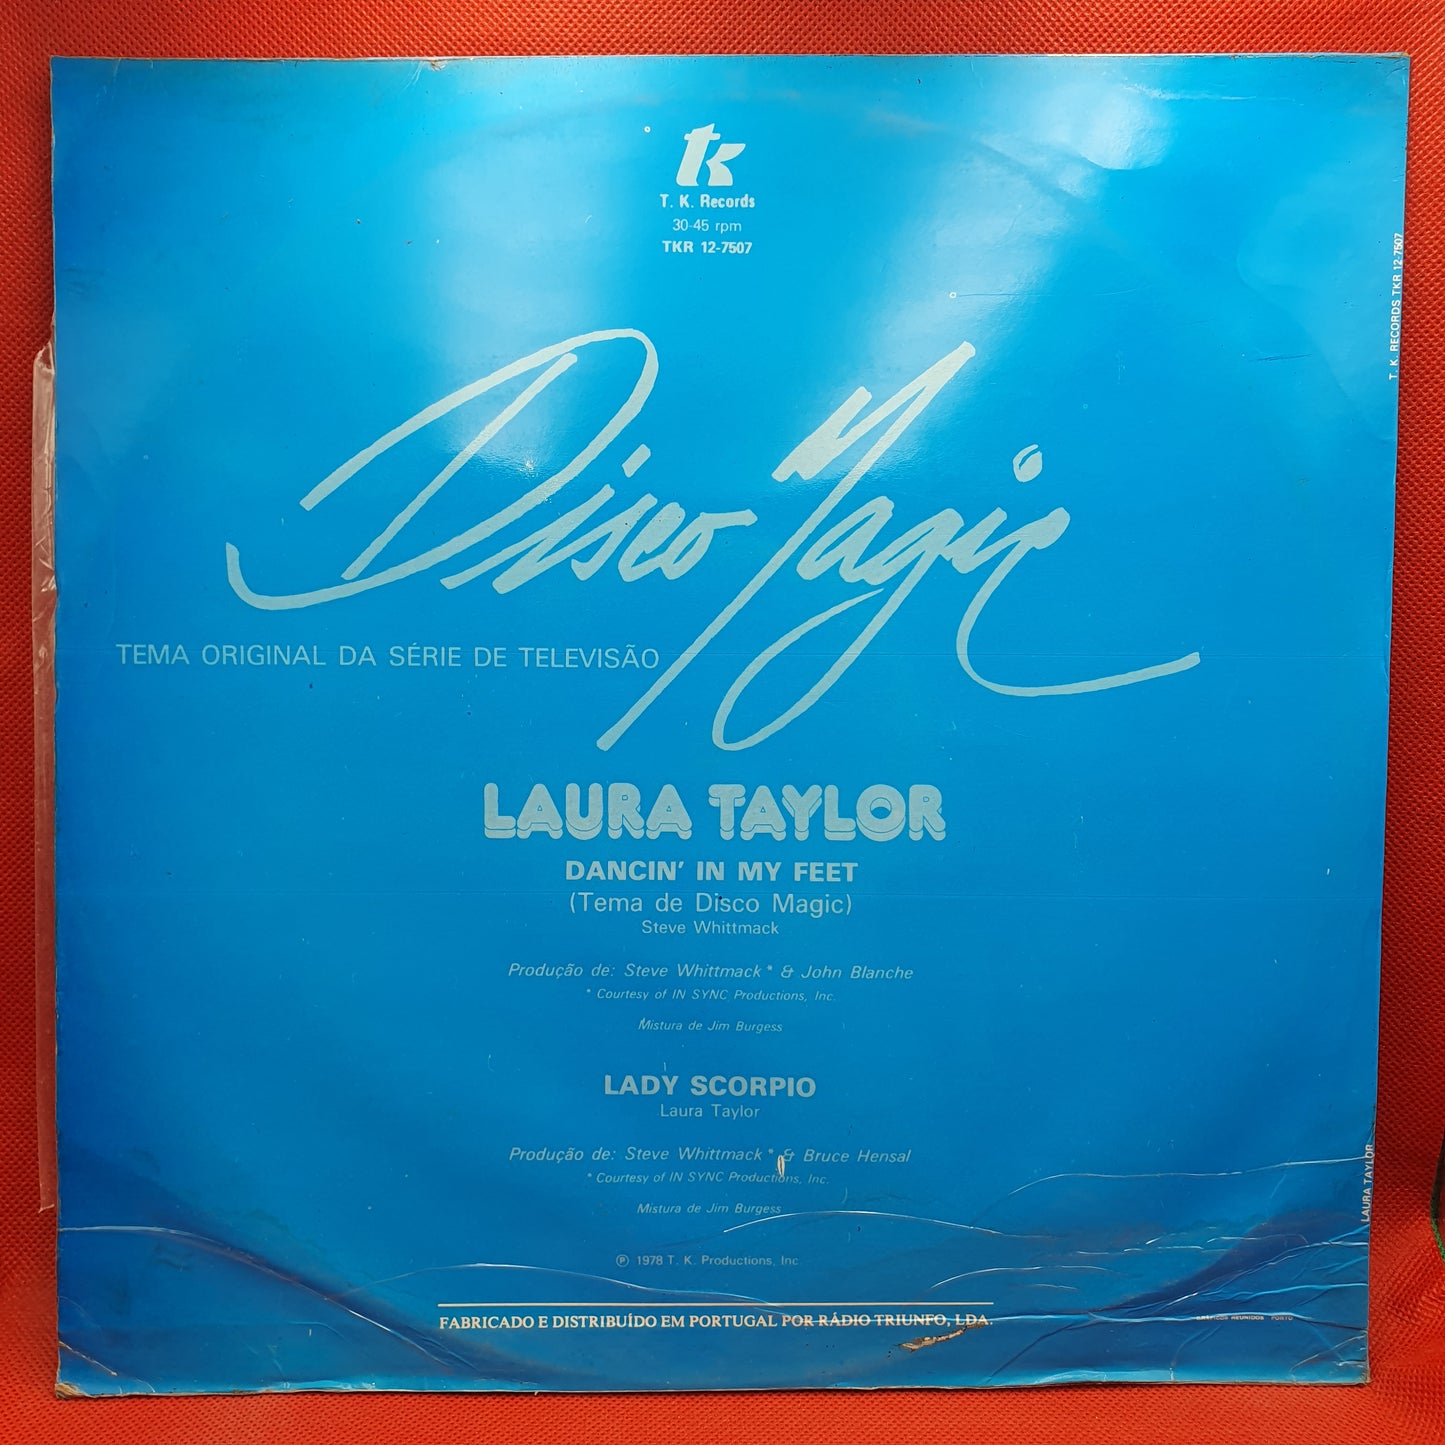 tk
T. K. Records
30-45 rpm
TKR 12-7507
Disco Magic
TEMA ORIGINAL DA SÉRIE DE TELEVISÃO
LAURA TAYLOR
DANCIN' IN MY FEET
(Tema de Disco Magic)
Steve Whittmack
Produção de: Steve Whittmack * & John Blanche
* Courtesy of IN SYNC Productions, Inc.
Mistura de Jim Burgess
LADY SCORPIO
Laura Taylor
Produção de: Steve Whittmack * & Bruce Hensal
* Courtesy of IN SYNC Productions, Inc.
Mistura de Jim Burgess
℗ 1978 T. K. Productions, Inc.
FABRICADO E DISTRIBUÍDO EM PORTUGAL POR RÁDIO TRIUNFO, LDA.
GRÁFICOS REUNIDOS PORTO
T. K. RECORDS TKR 12-7507
LAURA TAYLOR